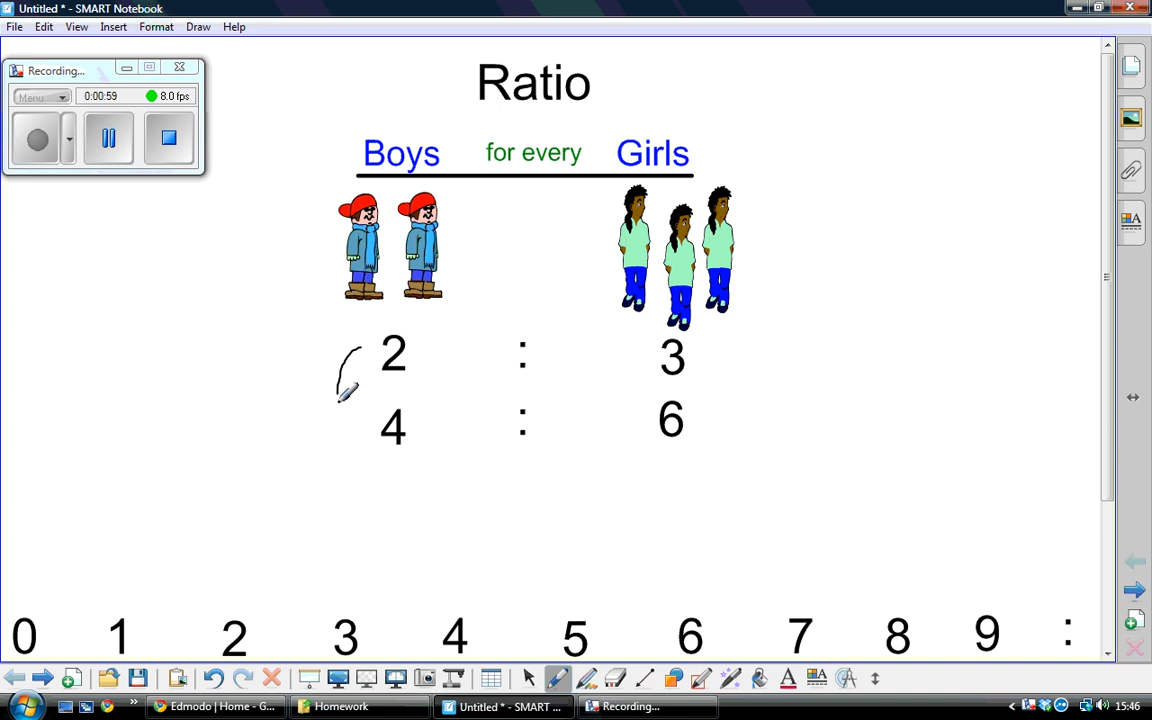 Untitled * - SMART Notebook
File Edit View Insert Format Draw Help
Recording...
Menu 0:00:59 8.0 fps
Ratio
Boys for every Girls
2 : 3
4 : 6
0 1 2 3 4 5 6 7 8 9 :
Edmodo | Home - G... Homework Untitled * - SMART ... Recording... 15:46